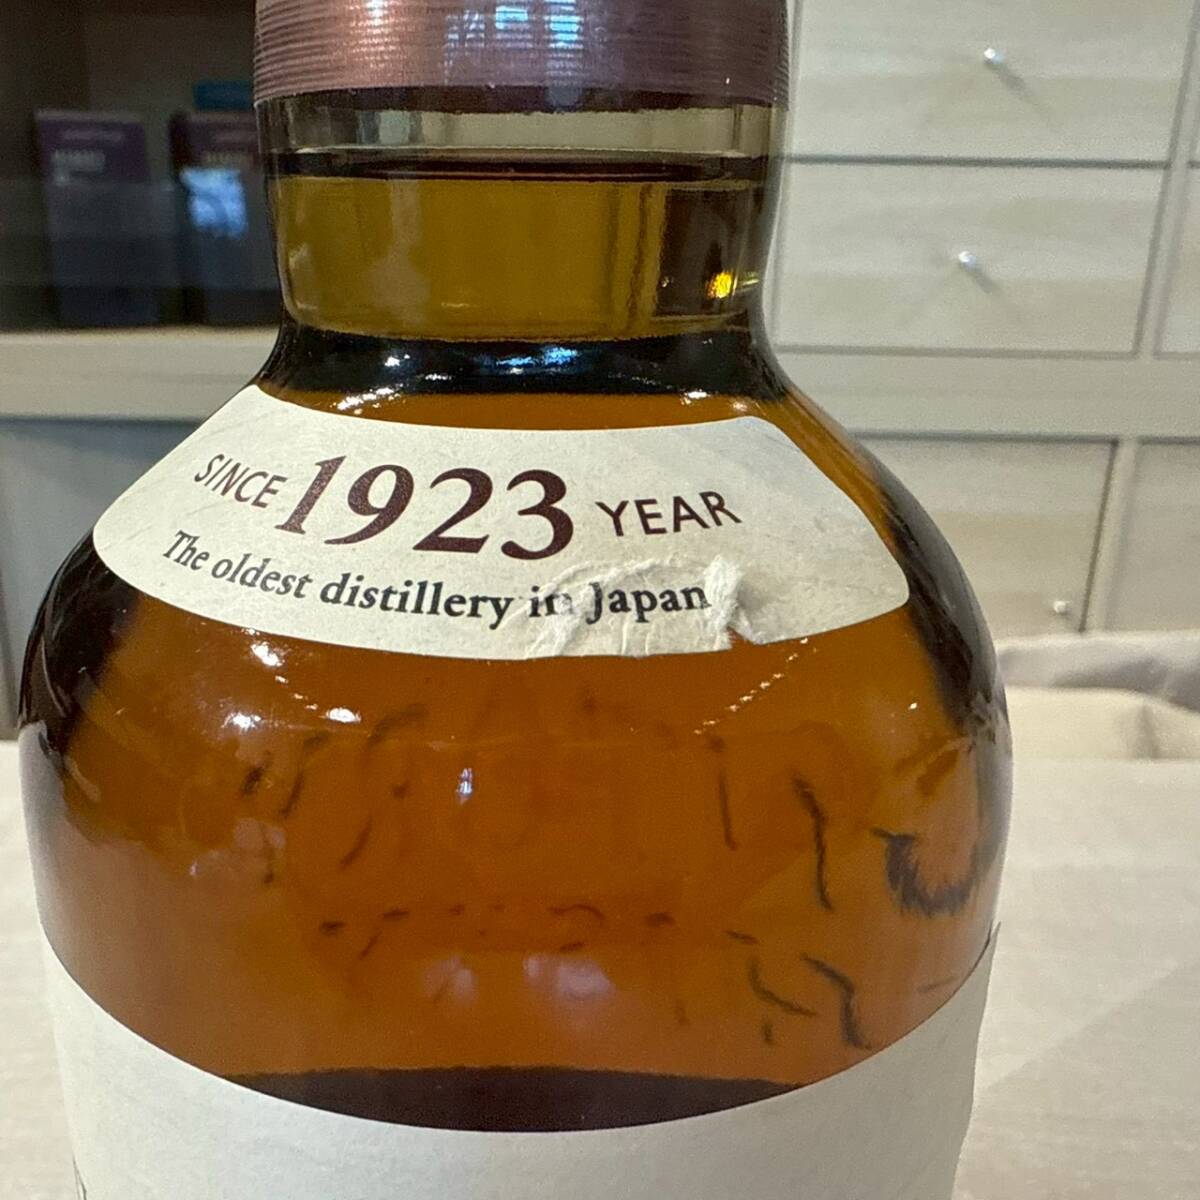 SINCE 1923 YEAR
The oldest distillery in Japan